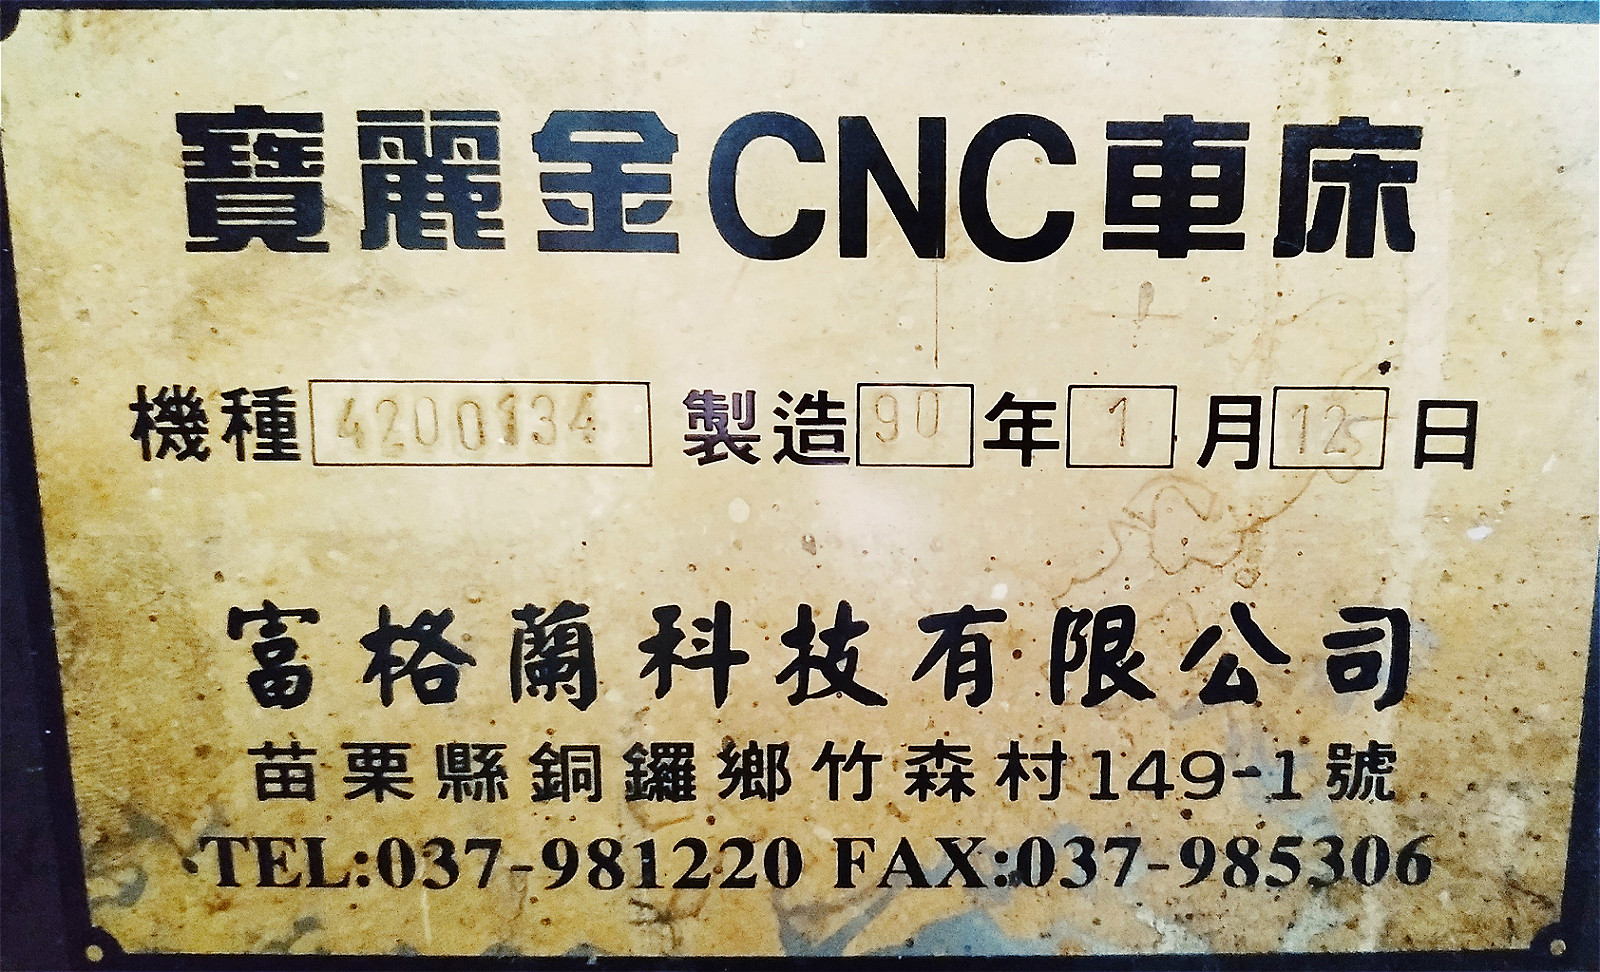 寶麗金CNC車床
機種 4200134 製造 90 年 1 月 125 日
富格蘭科技有限公司
苗栗縣銅鑼鄉竹森村149-1號
TEL:037-981220 FAX:037-985306